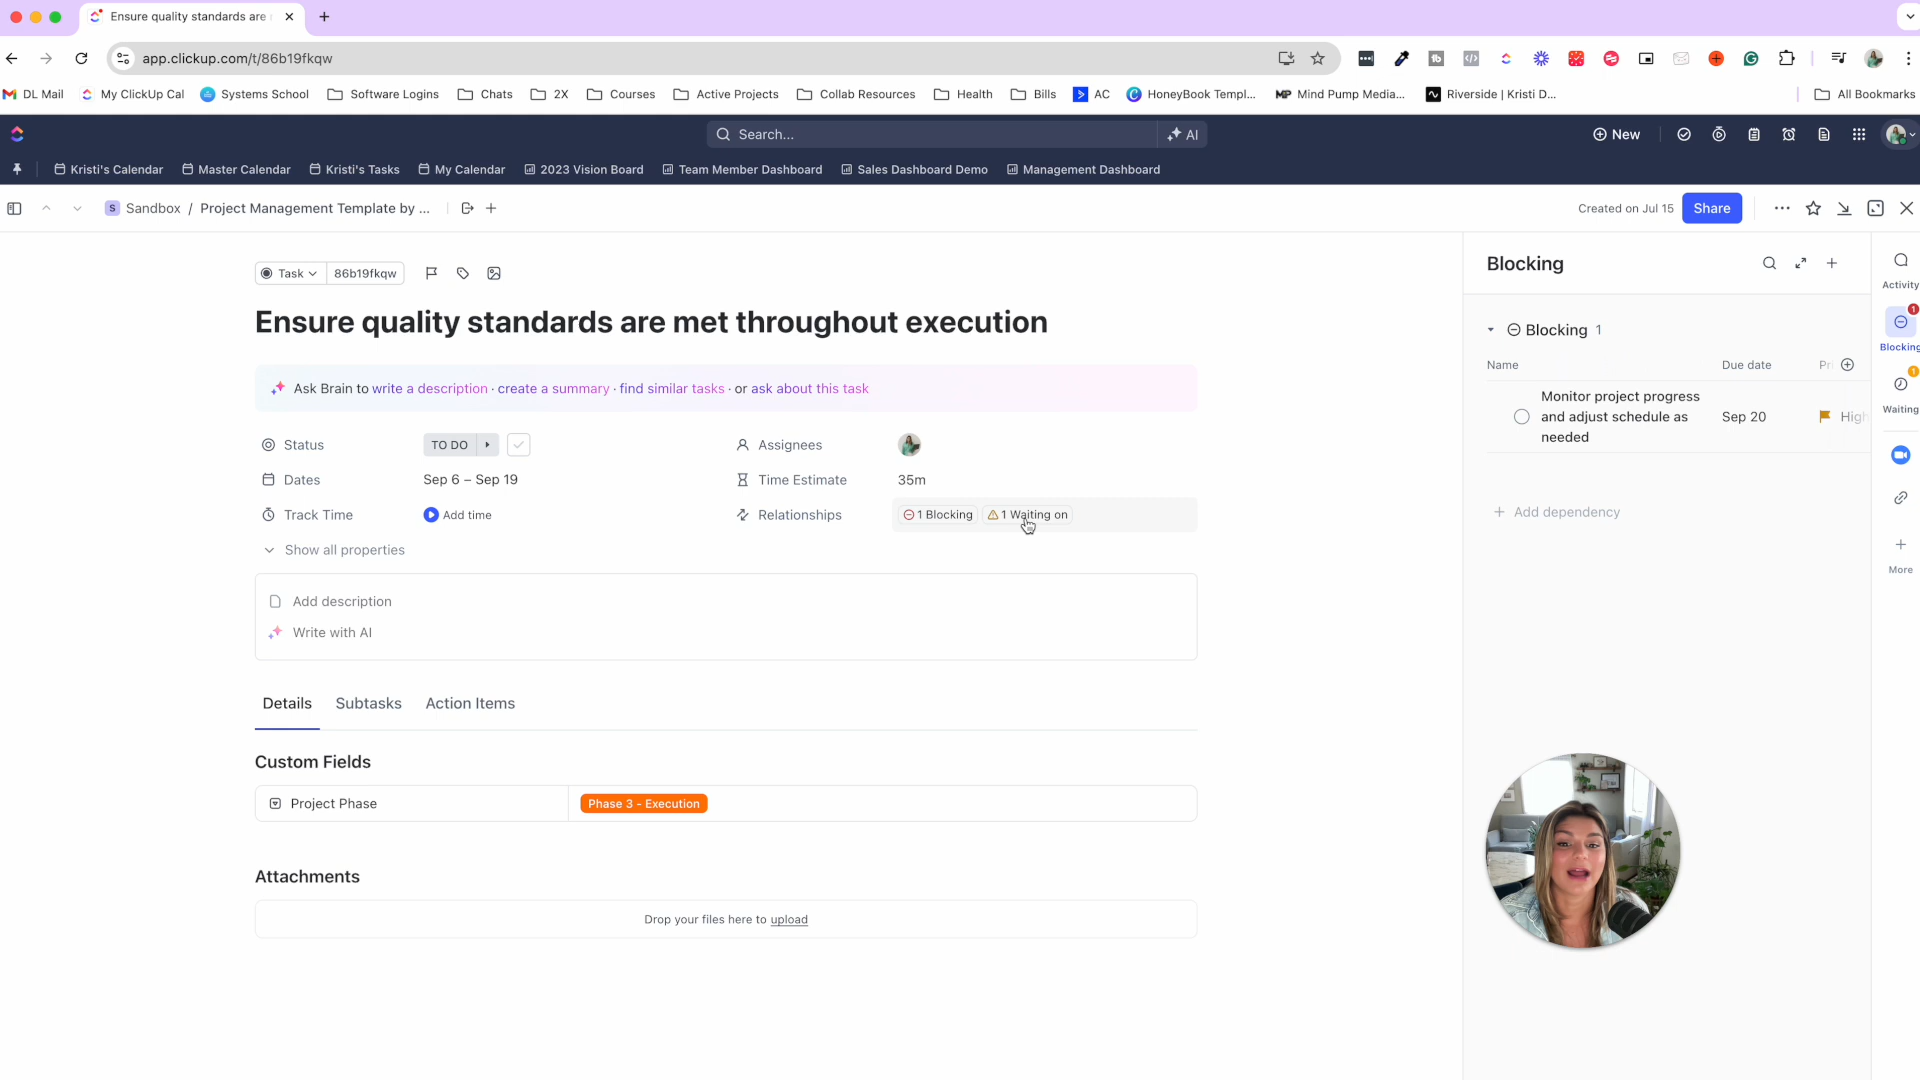 Ensure quality standards are
app.clickup.com/t/86b19fkqw
DL Mail My ClickUp Cal Systems School Software Logins Chats 2X Courses Active Projects Collab Resources Health Bills AC HoneyBook Templ... MP Mind Pump Media... Riverside | Kristi D... All Bookmarks
Search... AI New
Kristi's Calendar Master Calendar Kristi's Tasks My Calendar 2023 Vision Board Team Member Dashboard Sales Dashboard Demo Management Dashboard
S Sandbox / Project Management Template by ... Created on Jul 15 Share
Task 86b19fkqw
Ensure quality standards are met throughout execution
Ask Brain to write a description · create a summary · find similar tasks · or ask about this task
Status TO DO Assignees
Dates Sep 6 – Sep 19 Time Estimate 35m
Track Time Add time Relationships 1 Blocking 1 Waiting on
Show all properties
Add description
Write with AI
Details Subtasks Action Items
Custom Fields
Project Phase Phase 3 - Execution
Attachments
Drop your files here to upload
Blocking
Blocking 1
Name Due date Pri
Monitor project progress
and adjust schedule as
needed
Sep 20 High
+ Add dependency
Activity
1
Blocking
1
Waiting
More